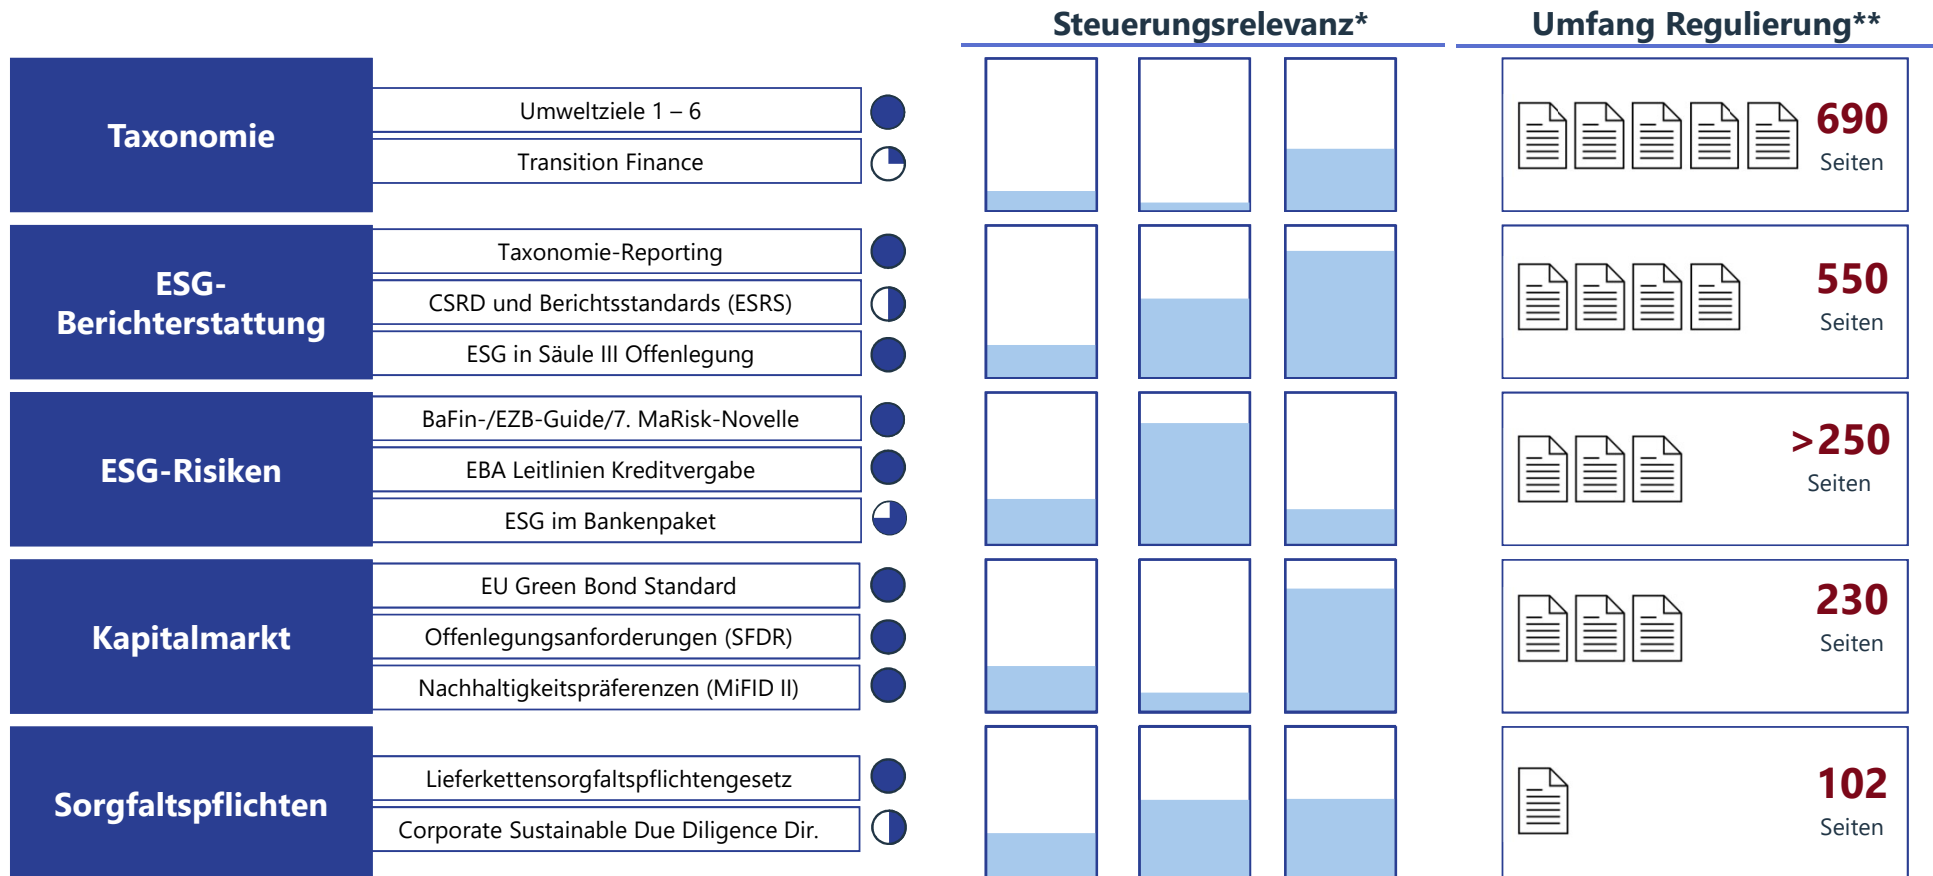 Steuerungsrelevanz*
Umfang Regulierung**
Taxonomie
Umweltziele 1 – 6
Transition Finance
690
Seiten
ESG-
Berichterstattung
Taxonomie-Reporting
CSRD und Berichtsstandards (ESRS)
ESG in Säule III Offenlegung
550
Seiten
ESG-Risiken
BaFin-/EZB-Guide/7. MaRisk-Novelle
EBA Leitlinien Kreditvergabe
ESG im Bankenpaket
>250
Seiten
Kapitalmarkt
EU Green Bond Standard
Offenlegungsanforderungen (SFDR)
Nachhaltigkeitspräferenzen (MiFID II)
230
Seiten
Sorgfaltspflichten
Lieferkettensorgfaltspflichtengesetz
Corporate Sustainable Due Diligence Dir.
102
Seiten